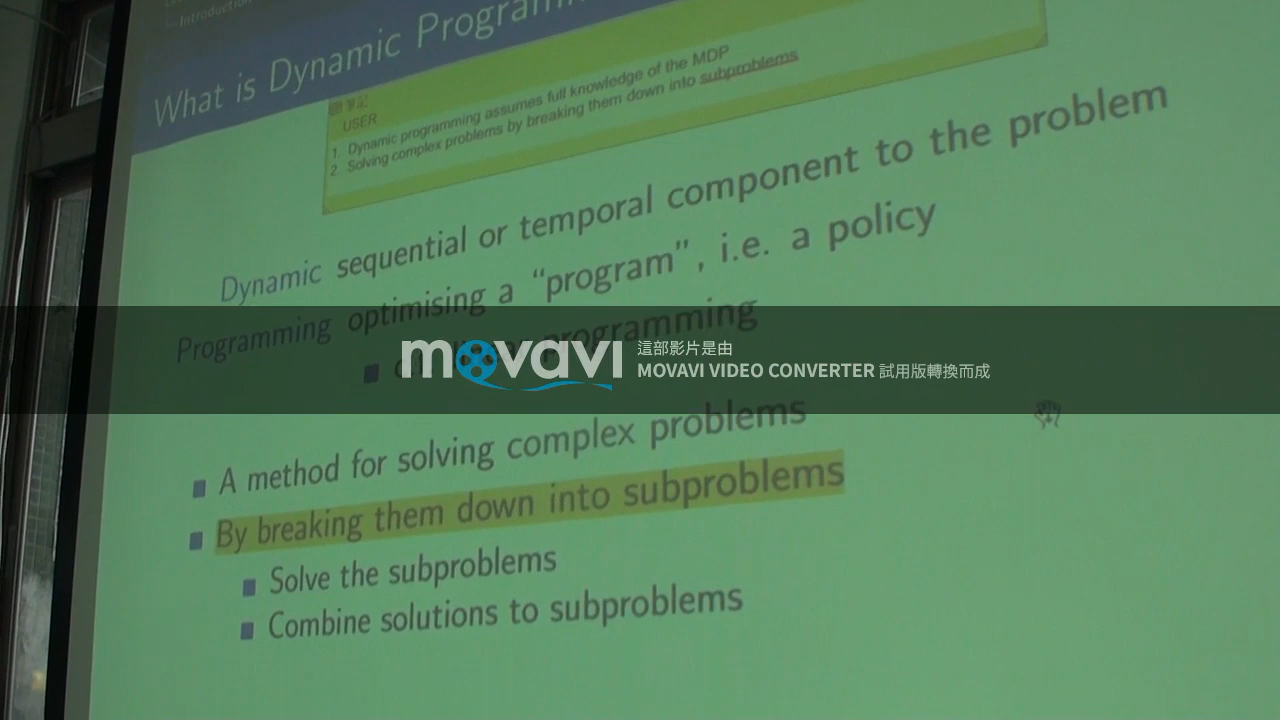 Introduction
What is Dynamic
筆記
USER
1. Dynamic programming assumes full knowledge of the MDP
2. Solving complex problems by breaking them down into subproblems
Dynamic sequential or temporal component to the problem
Programming optimising a “program”, i.e. a policy
programming
movavi
這部影片是由
MOVAVI VIDEO CONVERTER 試用版轉換而成
A method for solving complex problems
By breaking them down into subproblems
Solve the subproblems
Combine solutions to subproblems